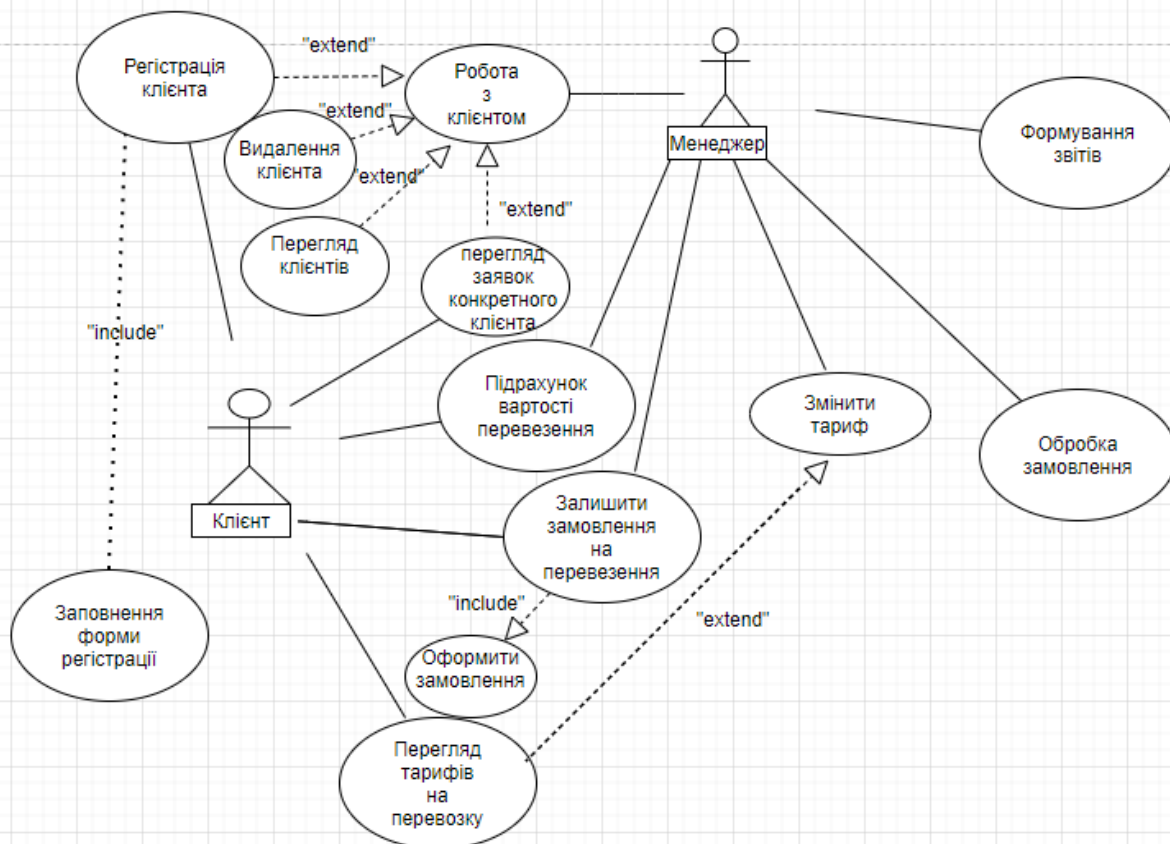 Регістрація
клієнта
"extend"
Робота
з
клієнтом
Менеджер
Формування
звітів
"extend"
Видалення
клієнта
"extend"
Перегляд
клієнтів
"extend"
перегляд
заявок
конкретного
клієнта
"include"
Підрахунок
вартості
перевезення
Змінити
тариф
Обробка
замовлення
Клієнт
Залишити
замовлення
на
перевезення
"include"
"extend"
Заповнення
форми
регістрації
Оформити
замовлення
Перегляд
тарифів
на
перевозку